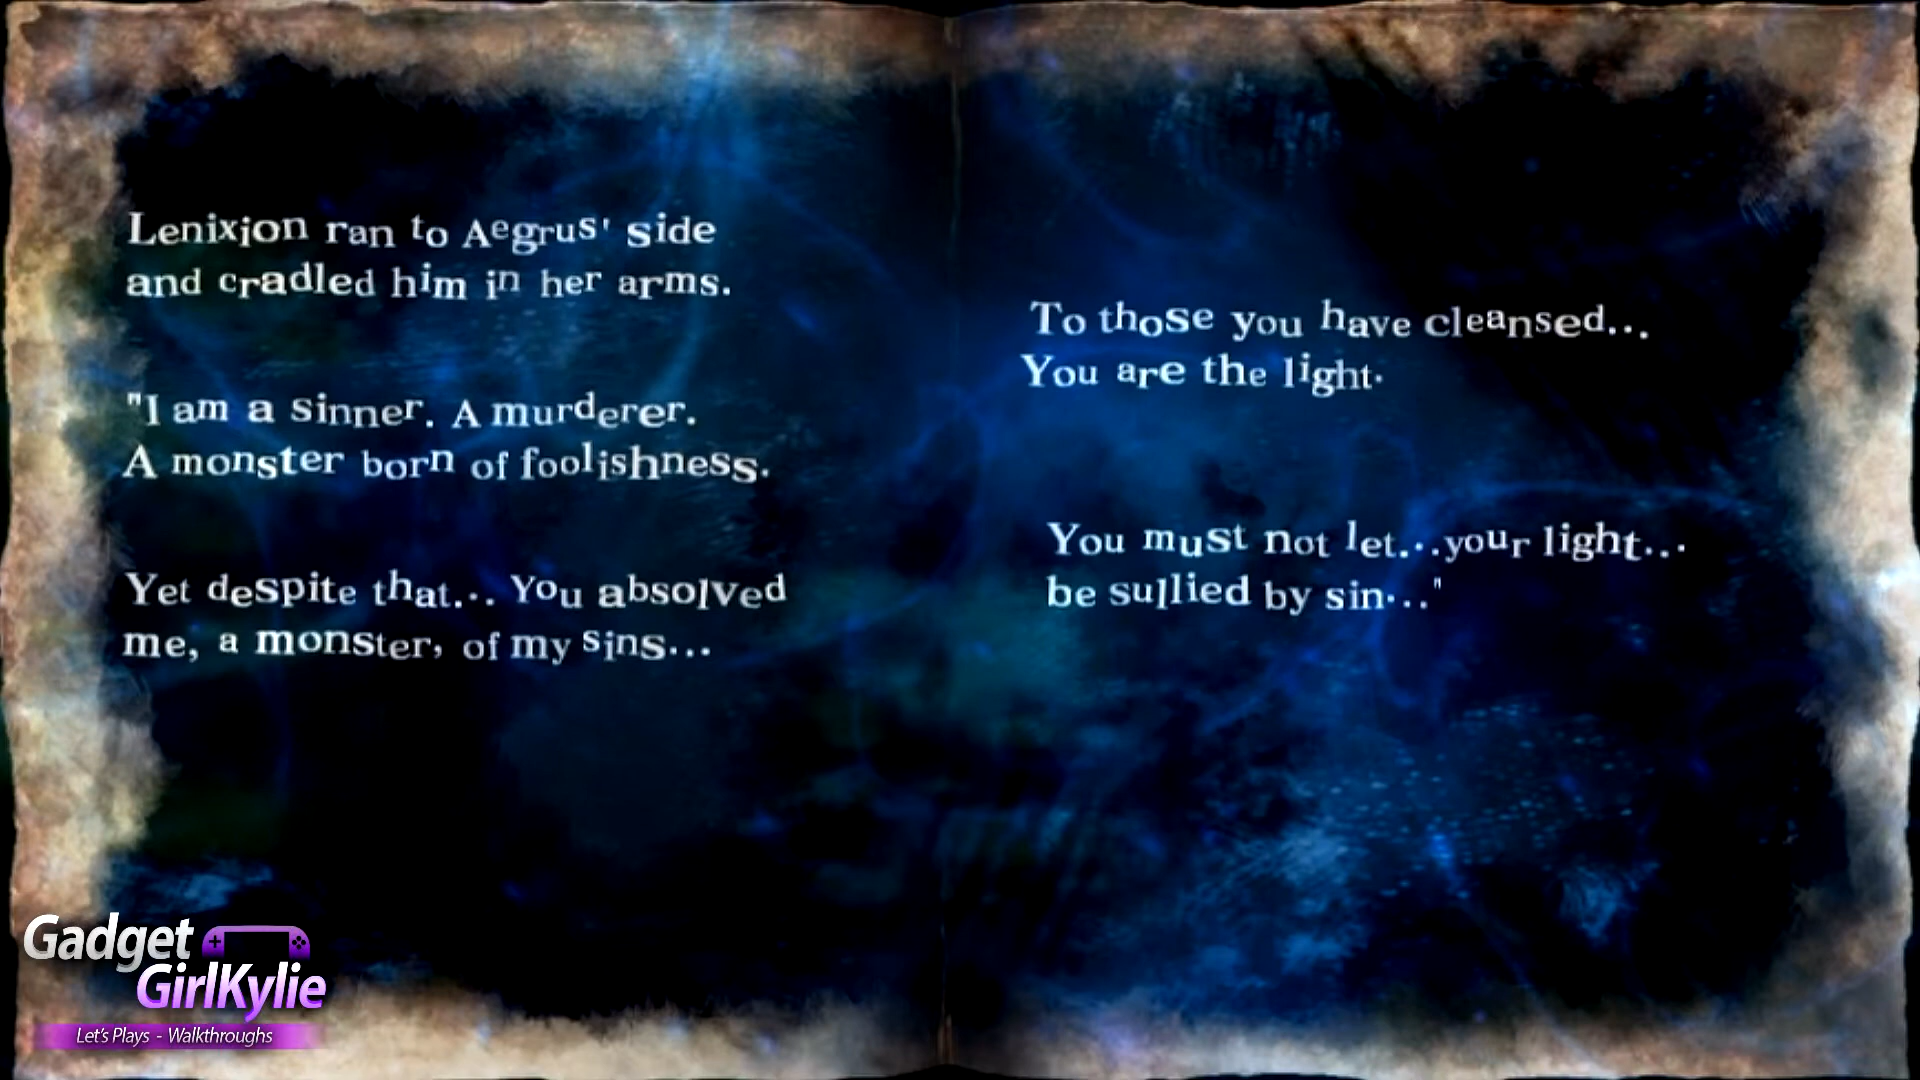 Lenixion ran to Aegrus' side
and cradled him in her arms.
"I am a sinner. A murderer.
A monster born of foolishness.
Yet despite that... You absolved
me, a monster, of my sins...
To those you have cleansed...
You are the light.
You must not let...your light...
be sullied by sin..."
Gadget
GirlKylie
Let's Plays - Walkthroughs